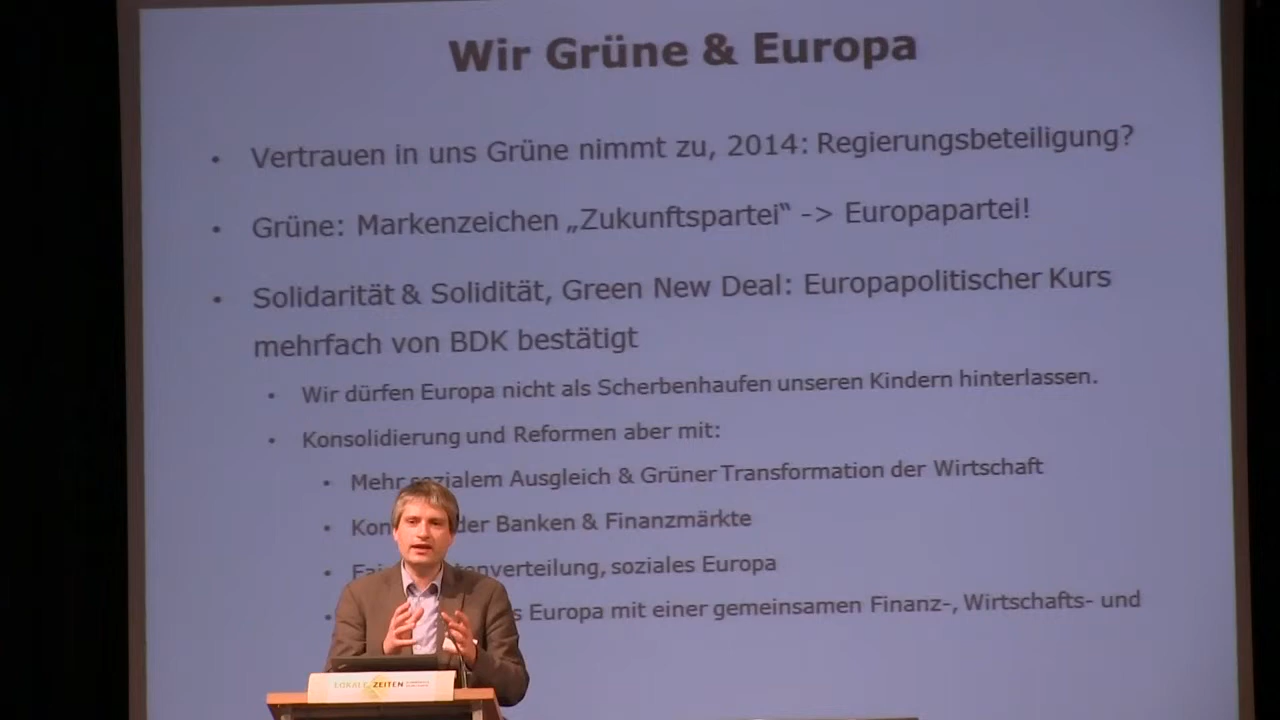 Wir Grüne & Europa
• Vertrauen in uns Grüne nimmt zu, 2014: Regierungsbeteiligung?
• Grüne: Markenzeichen „Zukunftspartei“ -> Europapartei!
• Solidarität & Solidität, Green New Deal: Europapolitischer Kurs
mehrfach von BDK bestätigt
• Wir dürfen Europa nicht als Scherbenhaufen unseren Kindern hinterlassen.
• Konsolidierung und Reformen aber mit:
• Mehr sozialem Ausgleich & Grüner Transformation der Wirtschaft
• der Banken & Finanzmärkte
• soziales Europa
• Europa mit einer gemeinsamen Finanz-, Wirtschafts- und
LOKALE ZEITEN